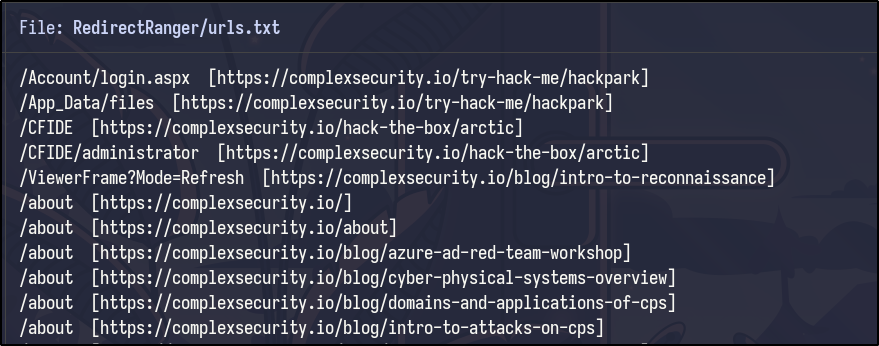 File: RedirectRanger/urls.txt
/Account/login.aspx  [https://complexsecurity.io/try-hack-me/hackpark]
/App_Data/files  [https://complexsecurity.io/try-hack-me/hackpark]
/CFIDE  [https://complexsecurity.io/hack-the-box/arctic]
/CFIDE/administrator  [https://complexsecurity.io/hack-the-box/arctic]
/ViewerFrame?Mode=Refresh  [https://complexsecurity.io/blog/intro-to-reconnaissance]
/about  [https://complexsecurity.io/]
/about  [https://complexsecurity.io/about]
/about  [https://complexsecurity.io/blog/azure-ad-red-team-workshop]
/about  [https://complexsecurity.io/blog/cyber-physical-systems-overview]
/about  [https://complexsecurity.io/blog/domains-and-applications-of-cps]
/about  [https://complexsecurity.io/blog/intro-to-attacks-on-cps]